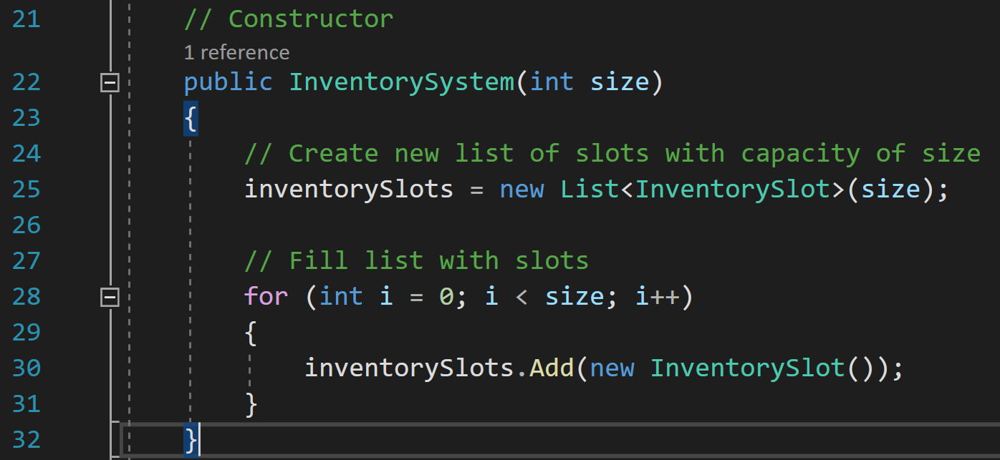 21 // Constructor
1 reference
22 public InventorySystem(int size)
23 {
24 // Create new list of slots with capacity of size
25 inventorySlots = new List<InventorySlot>(size);
26
27 // Fill list with slots
28 for (int i = 0; i < size; i++)
29 {
30 inventorySlots.Add(new InventorySlot());
31 }
32 }